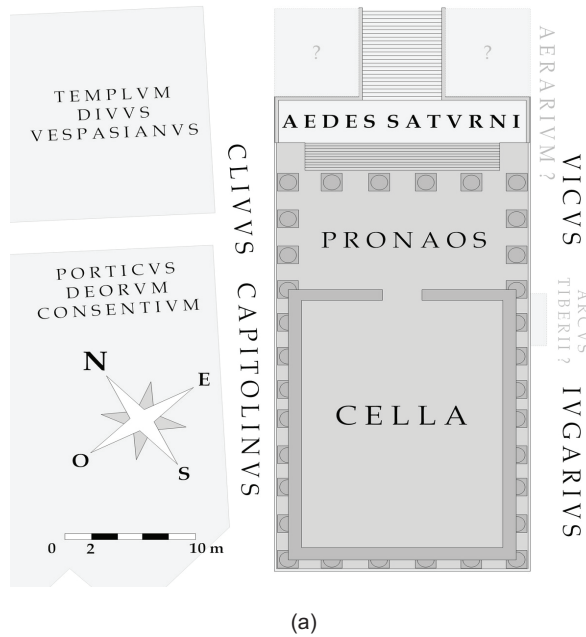 TEMPLVM
DIVVS
VESPASIANVS
CLIVVS CAPITOLINVS
PORTICVS
DEORVM
CONSENTIVM
N
E
O
S
0 2 10 m
? ?
AEDES SATVRNI
PRONAOS
CELLA
AERARIVM ?
VICVS IVGARIVS
ARCVS
TIBERII ?
(a)